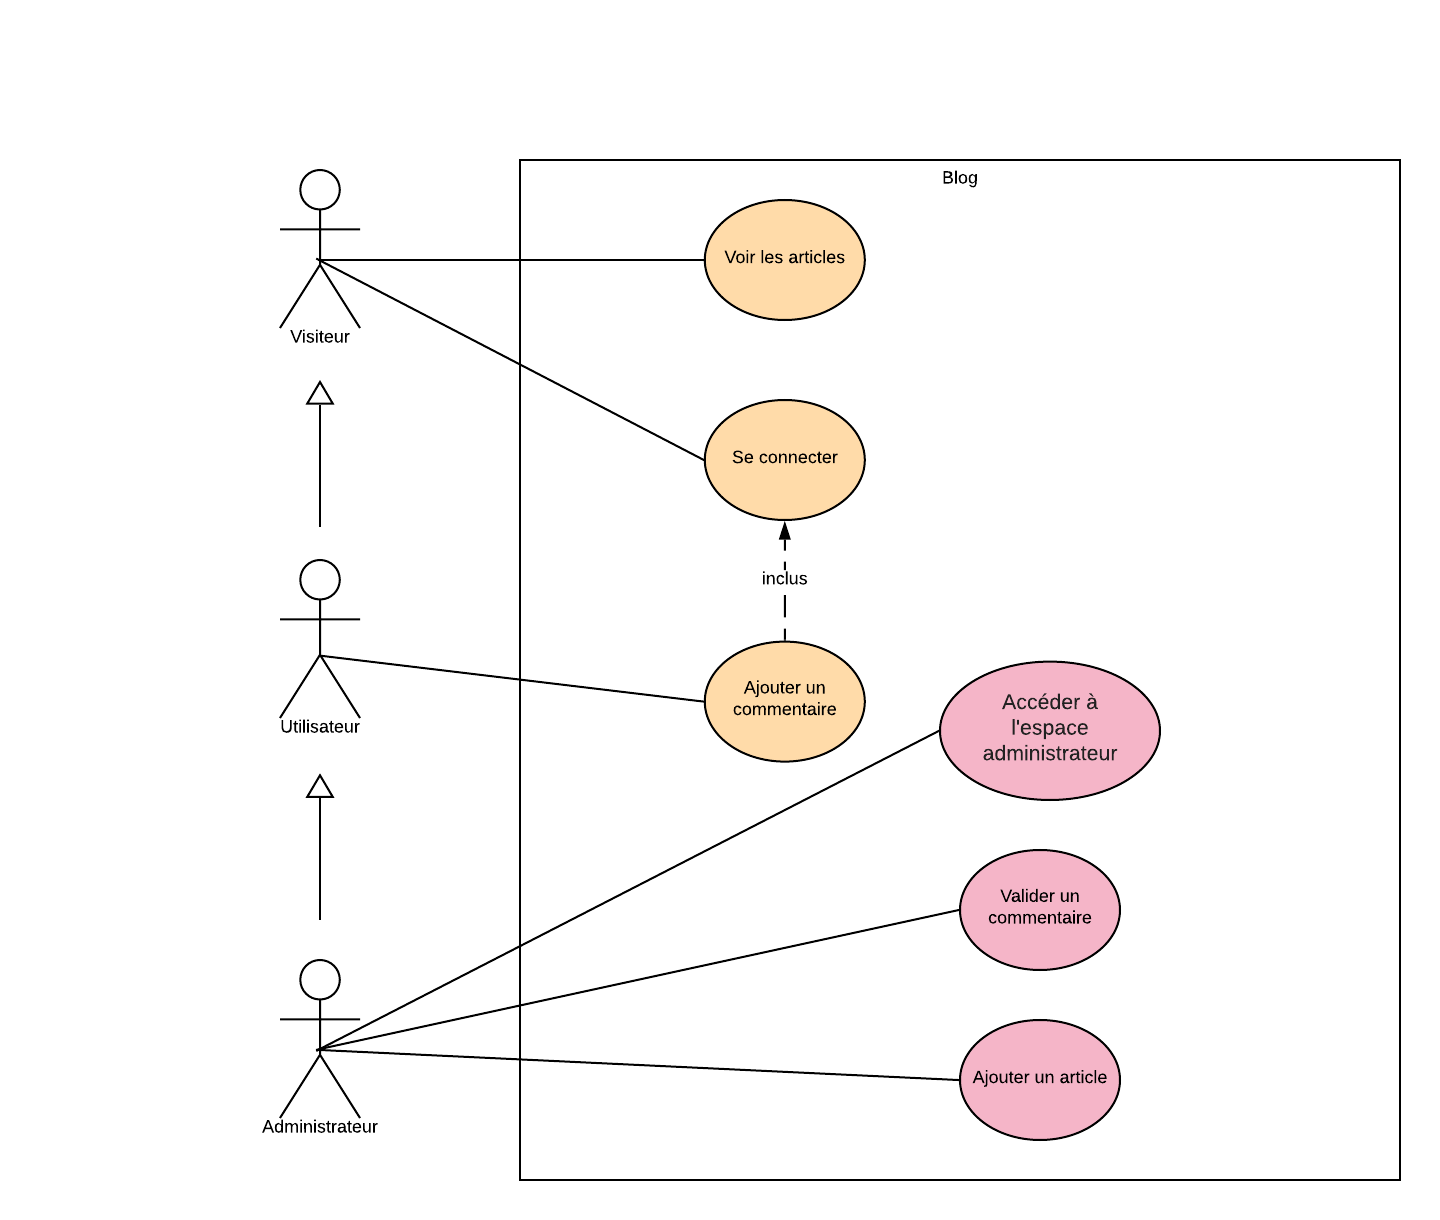 Blog
Voir les articles
Visiteur
Se connecter
inclus
Ajouter un
commentaire
Utilisateur
Accéder à
l'espace
administrateur
Valider un
commentaire
Ajouter un article
Administrateur